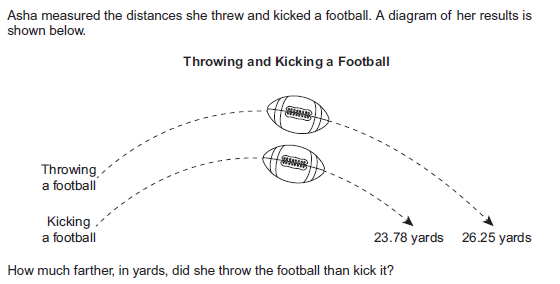 Asha measured the distances she threw and kicked a football. A diagram of her results is
shown below.
Throwing and Kicking a Football
Throwing
a football
Kicking
a football
23.78 yards
26.25 yards
How much farther, in yards, did she throw the football than kick it?